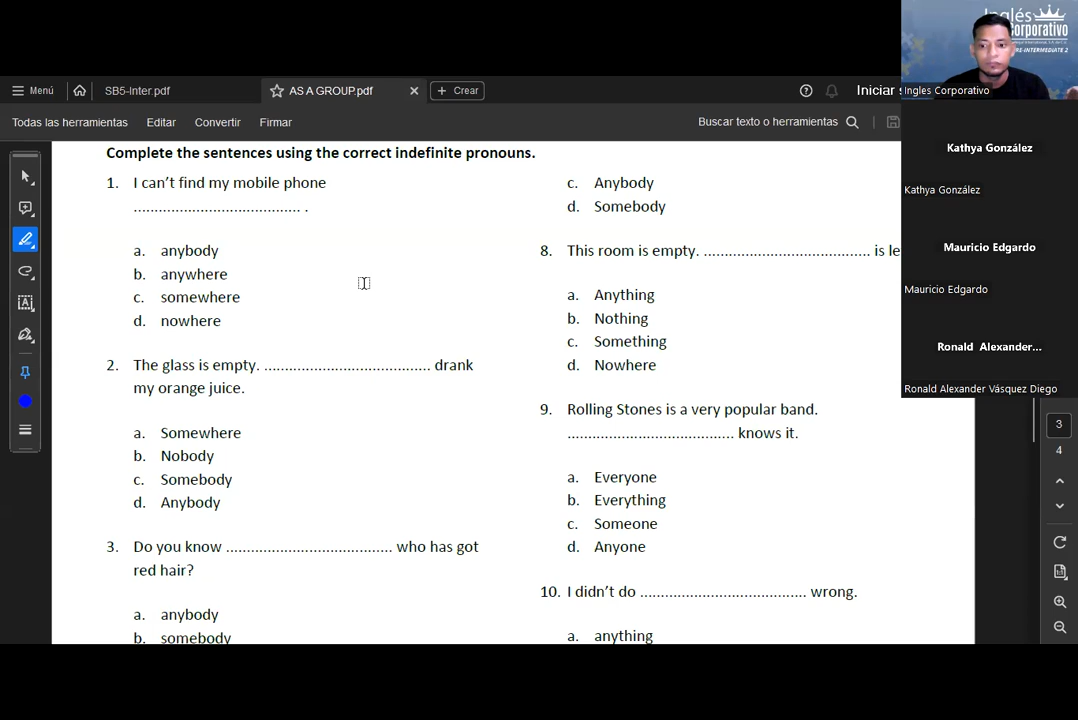 Inglés
Corporativo
PRE-INTERMEDIATE 2
Ingles Corporativo
Menú
SB5-Inter.pdf
AS A GROUP.pdf
Crear
Iniciar
Todas las herramientas
Editar
Convertir
Firmar
Buscar texto o herramientas
Kathya González
Kathya González
Mauricio Edgardo
Mauricio Edgardo
Ronald Alexander...
Ronald Alexander Vásquez Diego
3
4
Complete the sentences using the correct indefinite pronouns.
1. I can't find my mobile phone
........................................ .
a. anybody
b. anywhere
c. somewhere
d. nowhere
2. The glass is empty. ........................................ drank
my orange juice.
a. Somewhere
b. Nobody
c. Somebody
d. Anybody
3. Do you know ........................................ who has got
red hair?
a. anybody
b. somebody
c. Anybody
d. Somebody
8. This room is empty. ........................................ is le
a. Anything
b. Nothing
c. Something
d. Nowhere
9. Rolling Stones is a very popular band.
........................................ knows it.
a. Everyone
b. Everything
c. Someone
d. Anyone
10. I didn't do ........................................ wrong.
a. anything